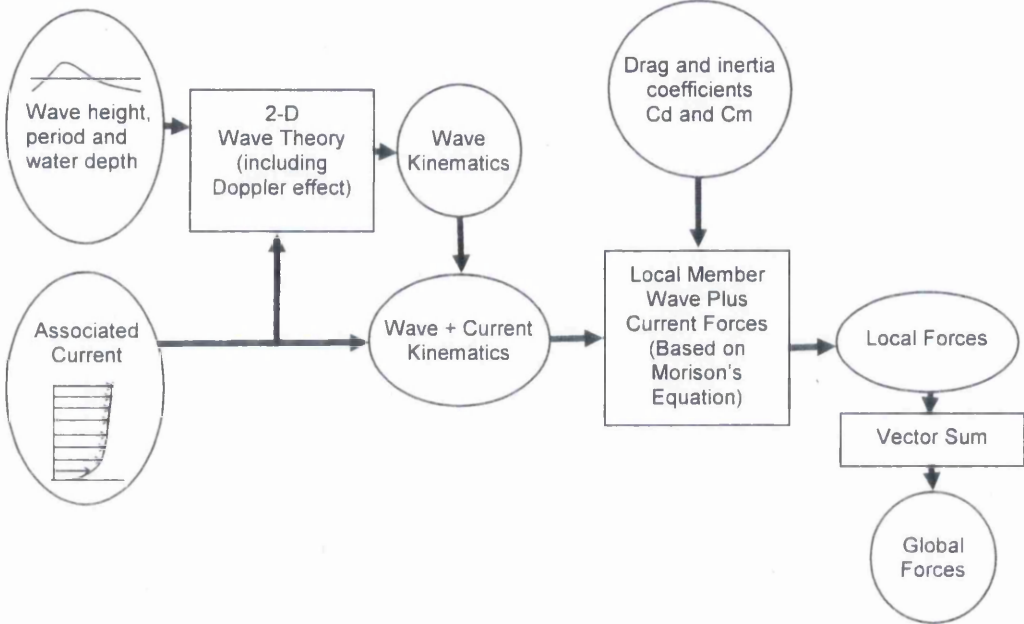 Wave height,
period and
water depth
2-D
Wave Theory
(including
Doppler effect)
Wave
Kinematics
Drag and inertia
coefficients
Cd and Cm
Associated
Current
Wave + Current
Kinematics
Local Member
Wave Plus
Current Forces
(Based on
Morison's
Equation)
Local Forces
Vector Sum
Global
Forces